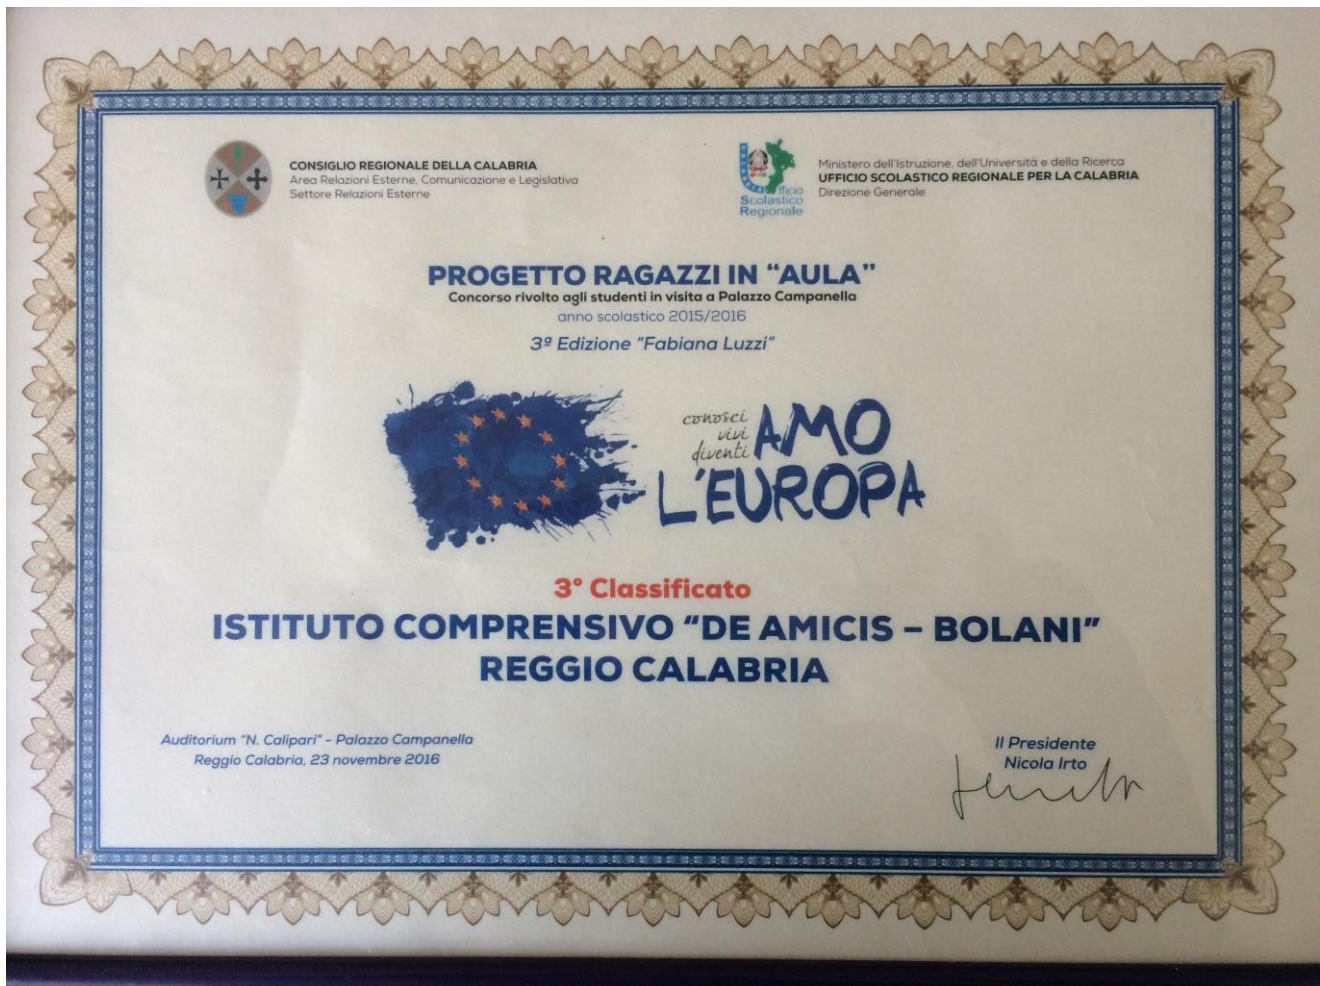 CONSIGLIO REGIONALE DELLA CALABRIA
Area Relazioni Esterne, Comunicazione e Legislativa
Settore Relazioni Esterne
CALABRIA
Ufficio
Scolastico
Regionale
Ministero dell'Istruzione, dell'Università e della Ricerca
UFFICIO SCOLASTICO REGIONALE PER LA CALABRIA
Direzione Generale
PROGETTO RAGAZZI IN "AULA"
Concorso rivolto agli studenti in visita a Palazzo Campanella
anno scolastico 2015/2016
3ª Edizione "Fabiana Luzzi"
conosci
vivi
diventi
AMO
L'EUROPA
3° Classificato
ISTITUTO COMPRENSIVO "DE AMICIS – BOLANI"
REGGIO CALABRIA
Auditorium "N. Calipari" - Palazzo Campanella
Reggio Calabria, 23 novembre 2016
Il Presidente
Nicola Irto